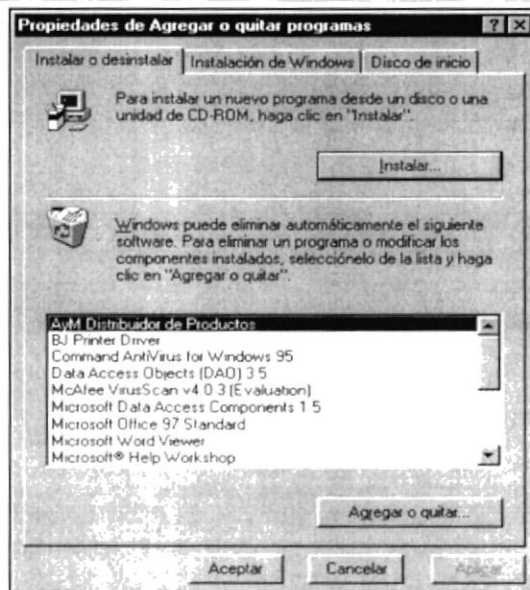 Propiedades de Agregar o quitar programas
Instalar o desinstalar
Instalación de Windows
Disco de inicio
Para instalar un nuevo programa desde un disco o una
unidad de CD-ROM, haga clic en "Instalar".
Instalar...
Windows puede eliminar automáticamente el siguiente
software. Para eliminar un programa o modificar los
componentes instalados, selecciónelo de la lista y haga
clic en "Agregar o quitar".
AyM Distribuidor de Productos
BJ Printer Driver
Command AntiVirus for Windows 95
Data Access Objects (DAO) 3.5
McAfee VirusScan v4.0.3 (Evaluation)
Microsoft Data Access Components 1.5
Microsoft Office 97 Standard
Microsoft Word Viewer
Microsoft® Help Workshop
Agregar o quitar...
Aceptar
Cancelar
Aplicar